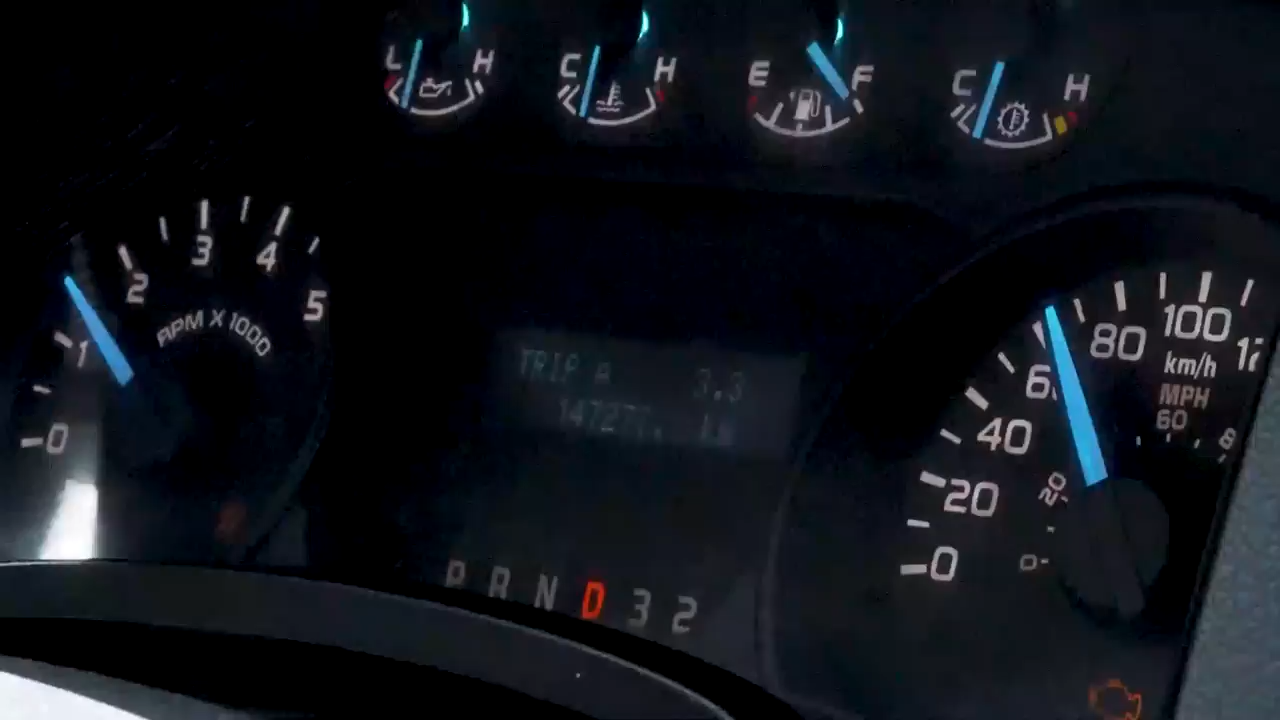 L H
C H
E F
C H
0 1 2 3 4 5
RPM X 1000
TRIP A 3.3
P R N D 3 2
0 20 40 80 100
km/h
MPH
0 20 60